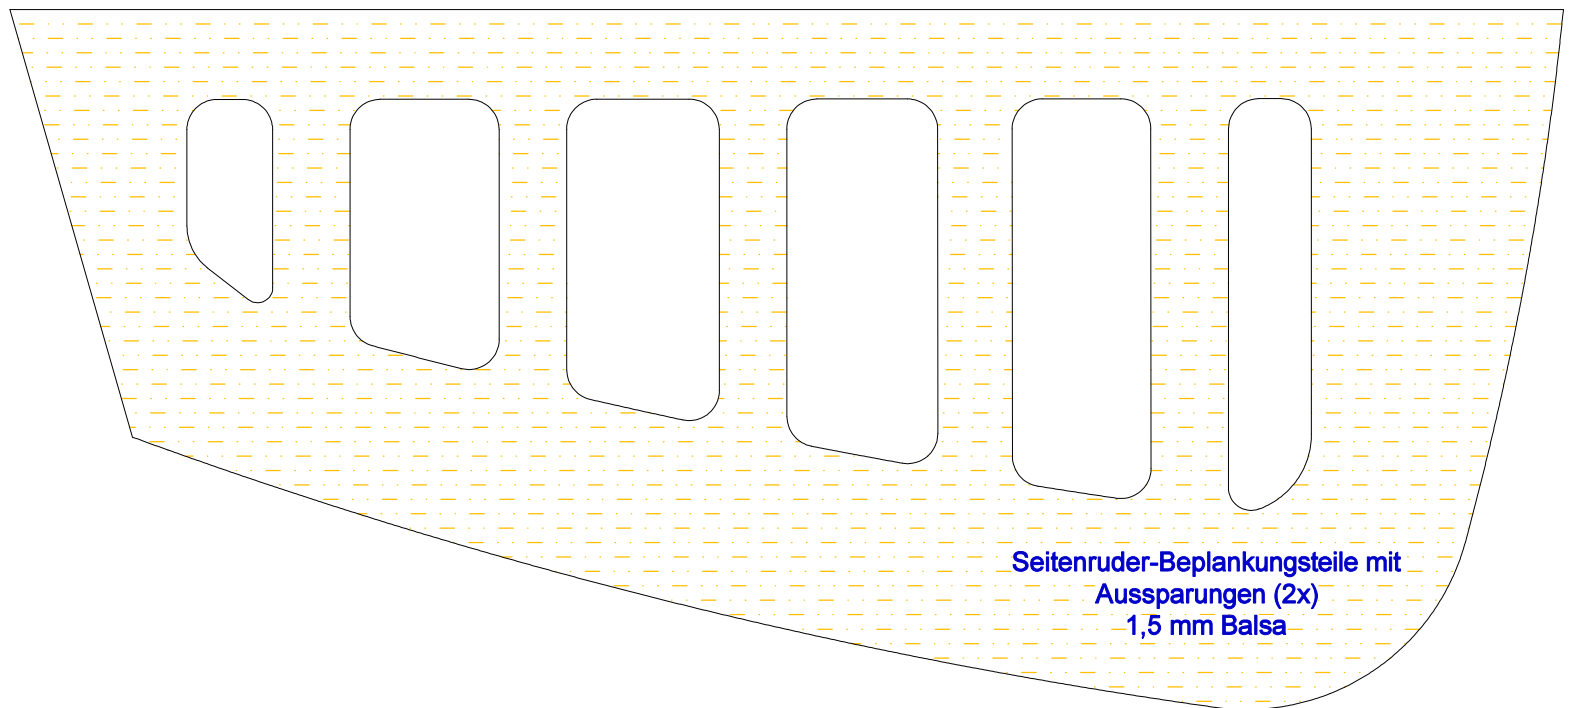 Seitenruder-Beplankungsteile mit
Aussparungen (2x)
1,5 mm Balsa